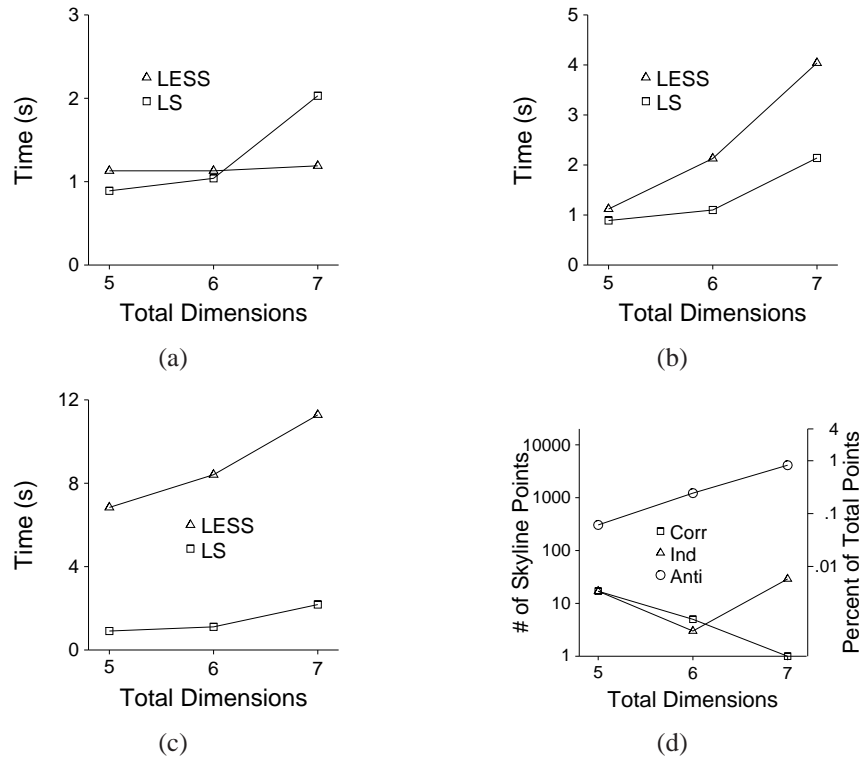 3
2
1
0
Time (s)
LESS
LS
5
6
7
Total Dimensions
(a)
5
4
3
2
1
0
Time (s)
LESS
LS
5
6
7
Total Dimensions
(b)
12
8
4
0
Time (s)
LESS
LS
5
6
7
Total Dimensions
(c)
10000
1000
100
10
1
# of Skyline Points
Corr
Ind
Anti
4
1
.1
.01
Percent of Total Points
5
6
7
Total Dimensions
(d)